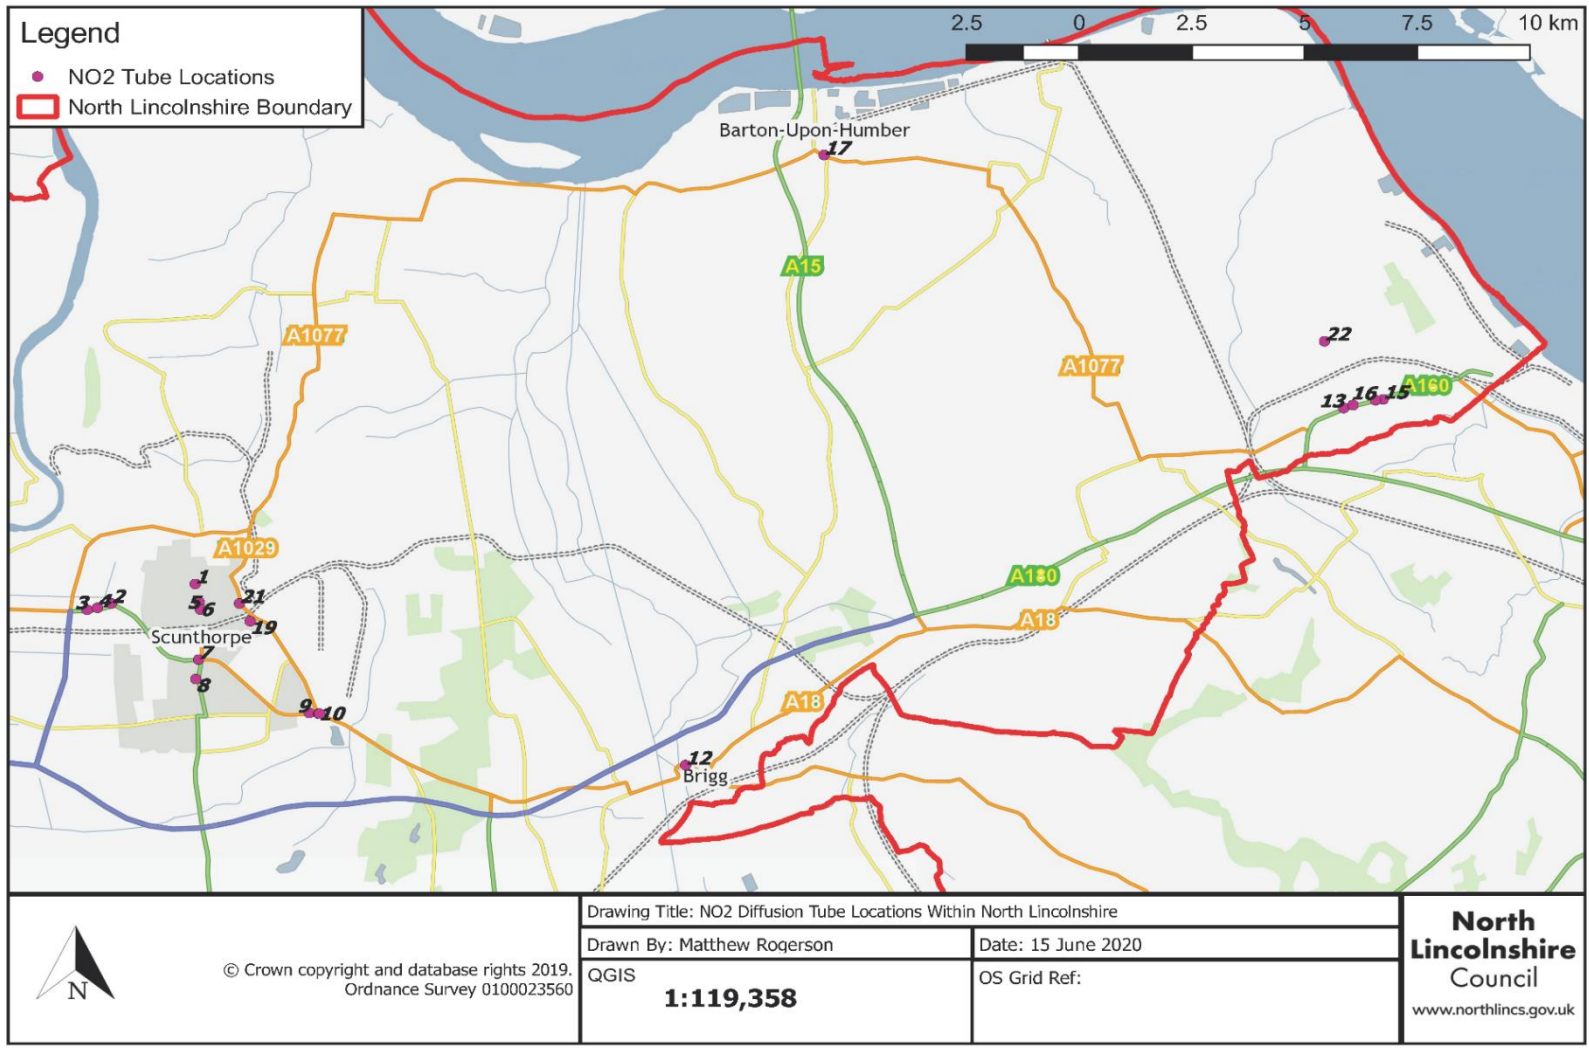 Legend
NO2 Tube Locations
North Lincolnshire Boundary
2.5 0 2.5 5 7.5 10 km
Barton-Upon-Humber
17
A15
A1077
A1077
22
13 16 15 A160
A1029
1
3 4 2
5
6
21
19
Scunthorpe
7
8
9 10
A180
A18
A18
12
Brigg
N
© Crown copyright and database rights 2019.
Ordnance Survey 0100023560
Drawing Title: NO2 Diffusion Tube Locations Within North Lincolnshire
Drawn By: Matthew Rogerson
Date: 15 June 2020
QGIS
1:119,358
OS Grid Ref:
North
Lincolnshire
Council
www.northlincs.gov.uk